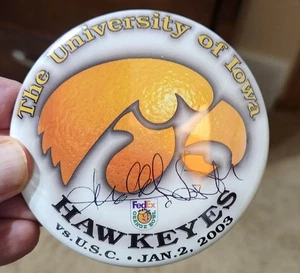 The University of Iowa
FedEx
ORANGE BOWL
HAWKEYES
vs. U.S.C. • JAN. 2, 2003